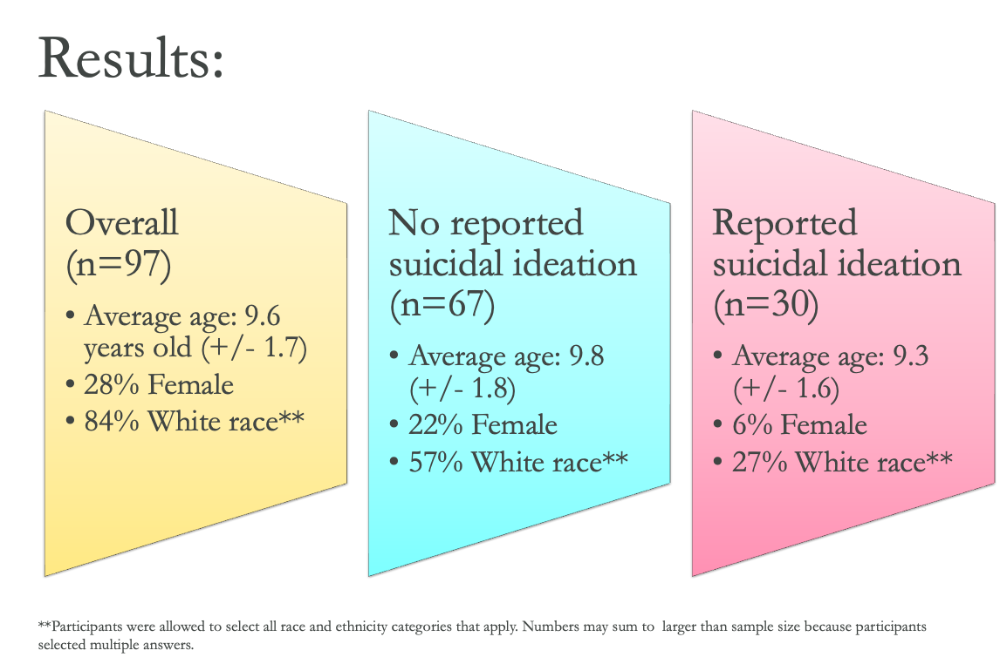 Results:
Overall
(n=97)
• Average age: 9.6
years old (+/- 1.7)
• 28% Female
• 84% White race**
No reported
suicidal ideation
(n=67)
• Average age: 9.8
(+/- 1.8)
• 22% Female
• 57% White race**
Reported
suicidal ideation
(n=30)
• Average age: 9.3
(+/- 1.6)
• 6% Female
• 27% White race**
**Participants were allowed to select all race and ethnicity categories that apply. Numbers may sum to larger than sample size because participants
selected multiple answers.